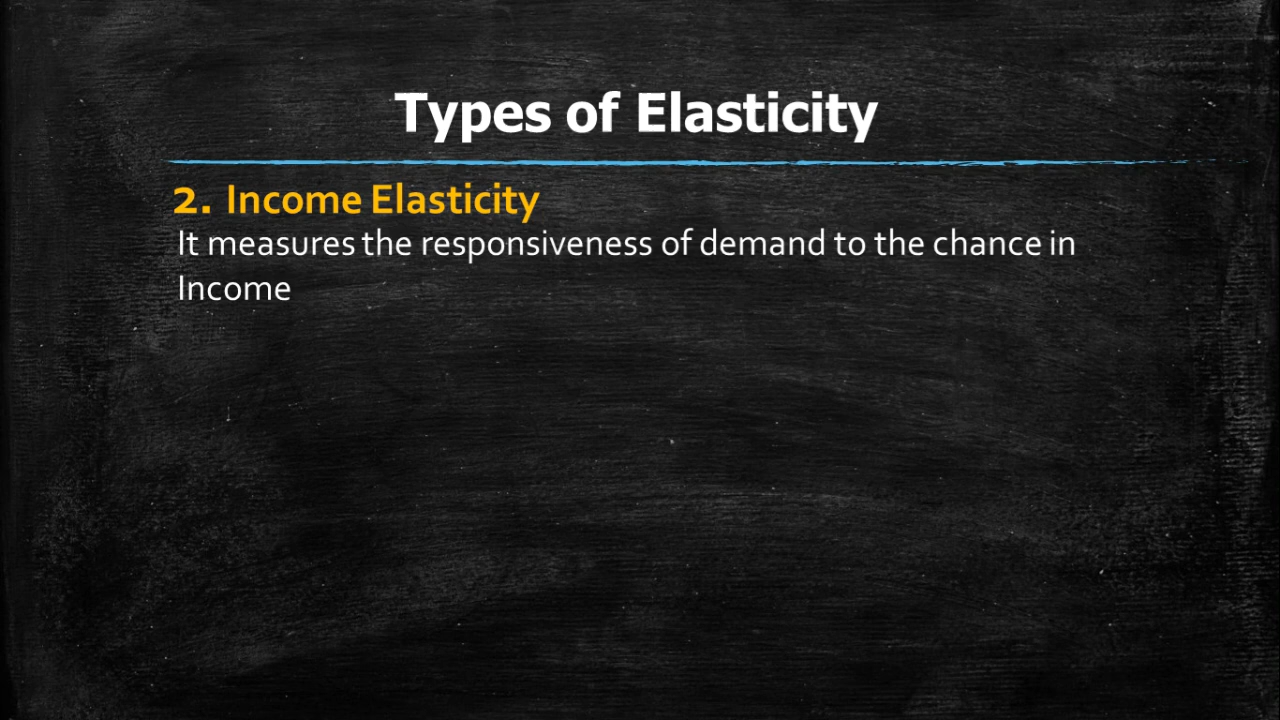 Types of Elasticity
2. Income Elasticity
It measures the responsiveness of demand to the chance in
Income